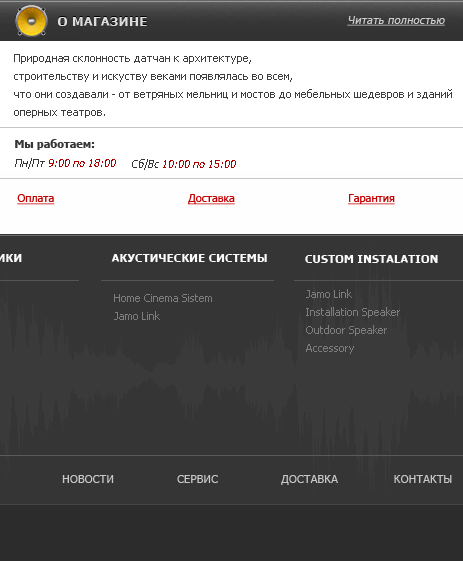 О МАГАЗИНЕ
Читать полностью
Природная склонность датчан к архитектуре,
строительству и искуству веками появлялась во всем,
что они создавали - от ветряных мельниц и мостов до мебельных шедевров и зданий
оперных театров.
Мы работаем:
Пн/Пт 9:00 по 18:00 Сб/Вс 10:00 по 15:00
Оплата Доставка Гарантия
ИКИ АКУСТИЧЕСКИЕ СИСТЕМЫ CUSTOM INSTALATION
Home Cinema Sistem
Jamo Link
Jamo Link
Installation Speaker
Outdoor Speaker
Accessory
НОВОСТИ СЕРВИС ДОСТАВКА КОНТАКТЫ